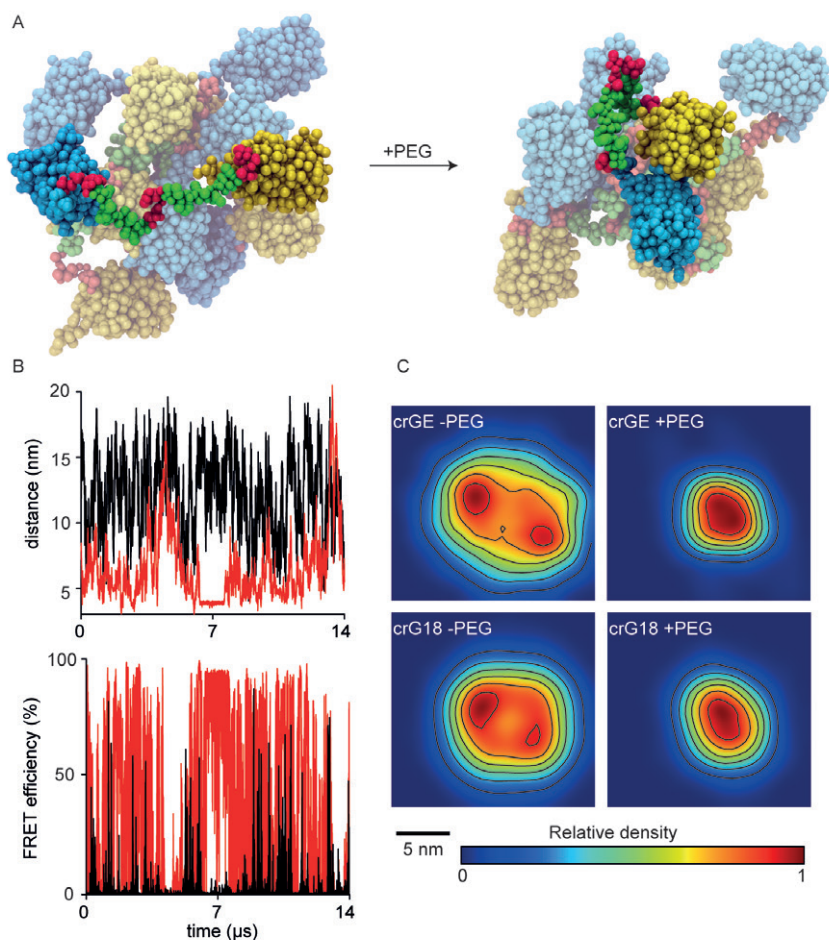 A
+PEG
B
C
20
15
10
5
distance (nm)
0 7 14
100
50
0
FRET efficiency (%)
0 7 14
time (µs)
crGE -PEG crGE +PEG
crG18 -PEG crG18 +PEG
5 nm
Relative density
0 1